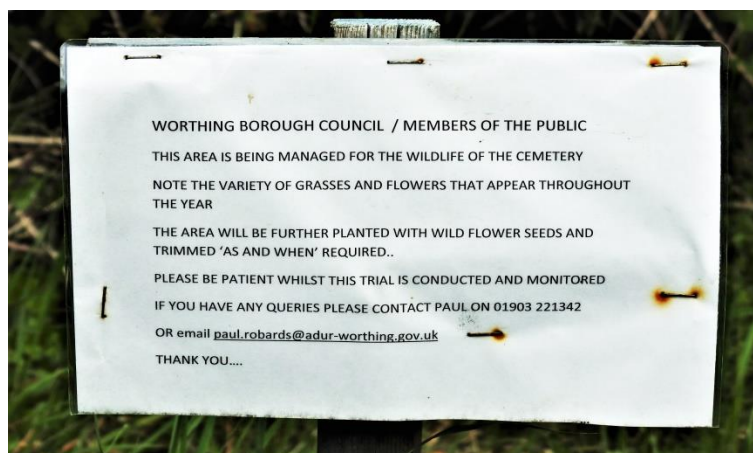 WORTHING BOROUGH COUNCIL / MEMBERS OF THE PUBLIC
THIS AREA IS BEING MANAGED FOR THE WILDLIFE OF THE CEMETERY
NOTE THE VARIETY OF GRASSES AND FLOWERS THAT APPEAR THROUGHOUT
THE YEAR
THE AREA WILL BE FURTHER PLANTED WITH WILD FLOWER SEEDS AND
TRIMMED ‘AS AND WHEN’ REQUIRED..
PLEASE BE PATIENT WHILST THIS TRIAL IS CONDUCTED AND MONITORED
IF YOU HAVE ANY QUERIES PLEASE CONTACT PAUL ON 01903 221342
OR email paul.robards@adur-worthing.gov.uk
THANK YOU....